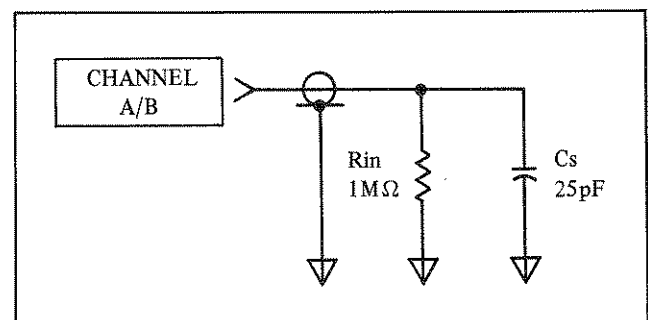 CHANNEL
A/B
Rin
1MΩ
Cs
25pF